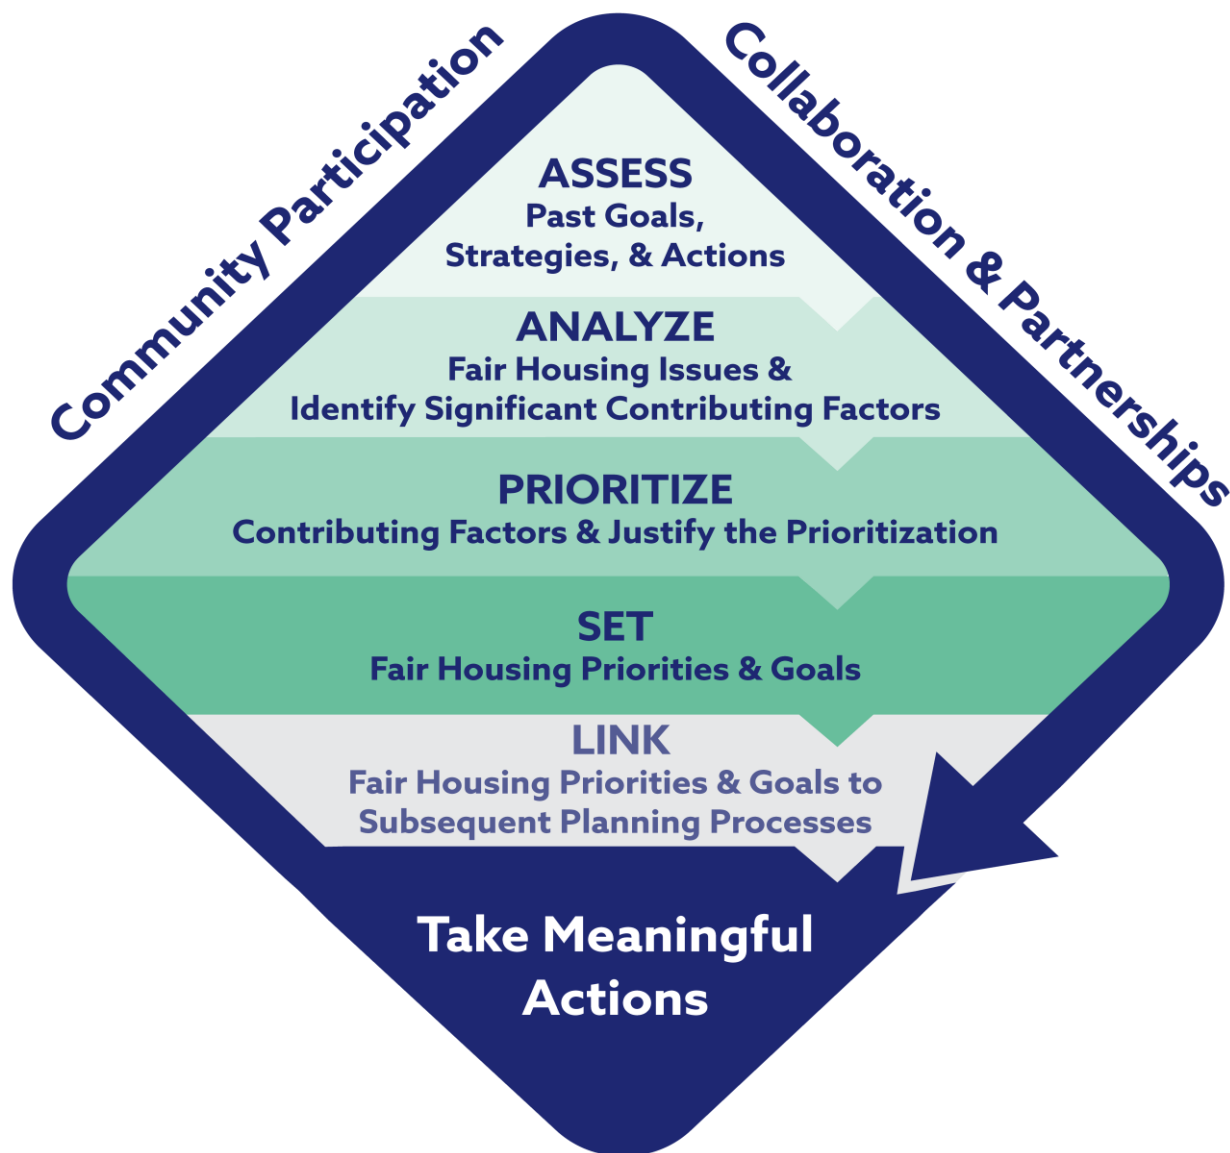 Community Participation
Collaboration & Partnerships
ASSESS
Past Goals,
Strategies, & Actions
ANALYZE
Fair Housing Issues &
Identify Significant Contributing Factors
PRIORITIZE
Contributing Factors & Justify the Prioritization
SET
Fair Housing Priorities & Goals
LINK
Fair Housing Priorities & Goals to
Subsequent Planning Processes
Take Meaningful
Actions